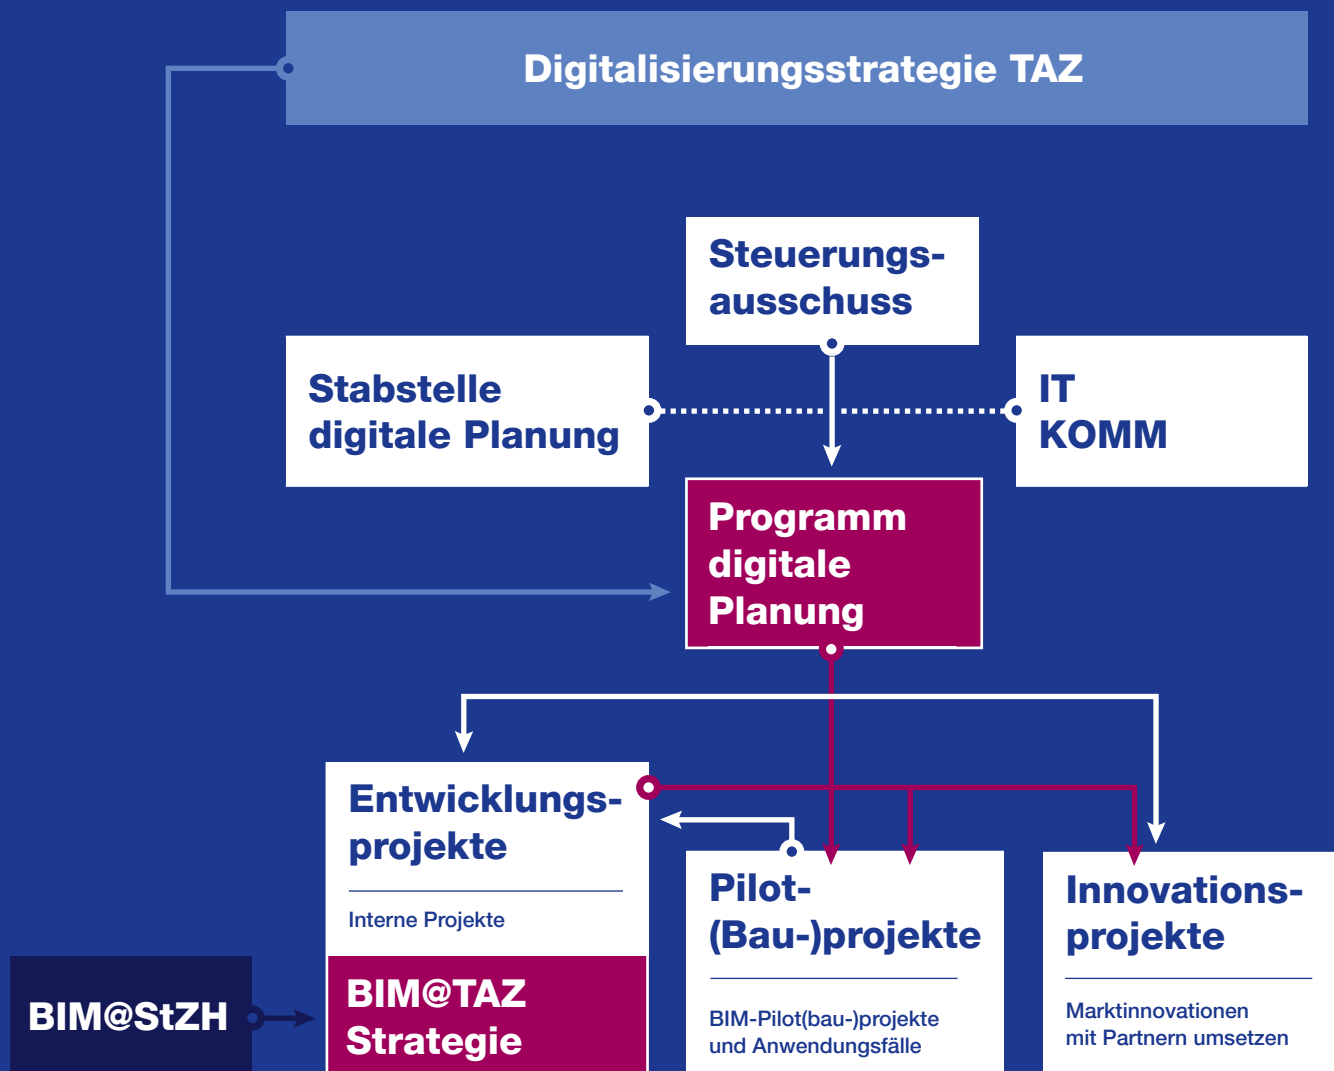 Digitalisierungsstrategie TAZ
Steuerungs-
ausschuss
Stabstelle
digitale Planung
IT
KOMM
Programm
digitale
Planung
Entwicklungs-
projekte
Interne Projekte
BIM@StZH
BIM@TAZ
Strategie
Pilot-
(Bau-)projekte
BIM-Pilot(bau-)projekte
und Anwendungsfälle
Innovations-
projekte
Marktinnovationen
mit Partnern umsetzen